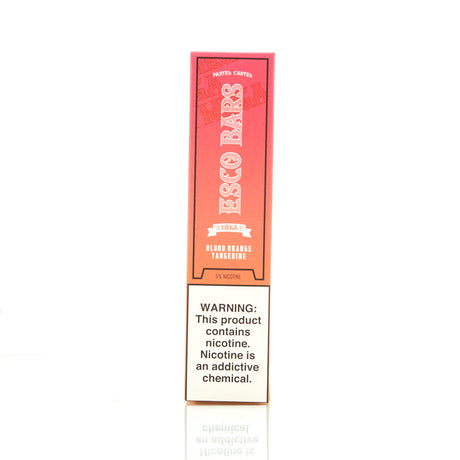 PASTEL CARTEL
ESCO BARS
MEGA
BLOOD ORANGE
TANGERINE
5% NICOTINE
WARNING:
This product
contains
nicotine.
Nicotine is
an addictive
chemical.